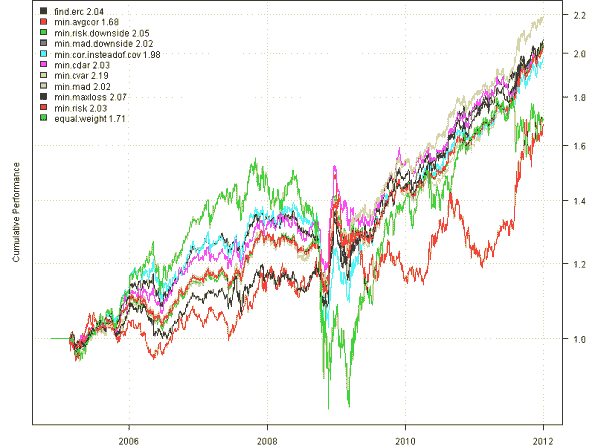 find.erc 2.04
min.avgcor 1.68
min.risk.downside 2.05
min.mad.downside 2.02
min.cor.insteadof.cov 1.98
min.cdar 2.03
min.cvar 2.19
min.mad 2.02
min.maxloss 2.07
min.risk 2.03
equal.weight 1.71
Cumulative Performance
2.2
2.0
1.8
1.6
1.4
1.2
1.0
2006 2008 2010 2012